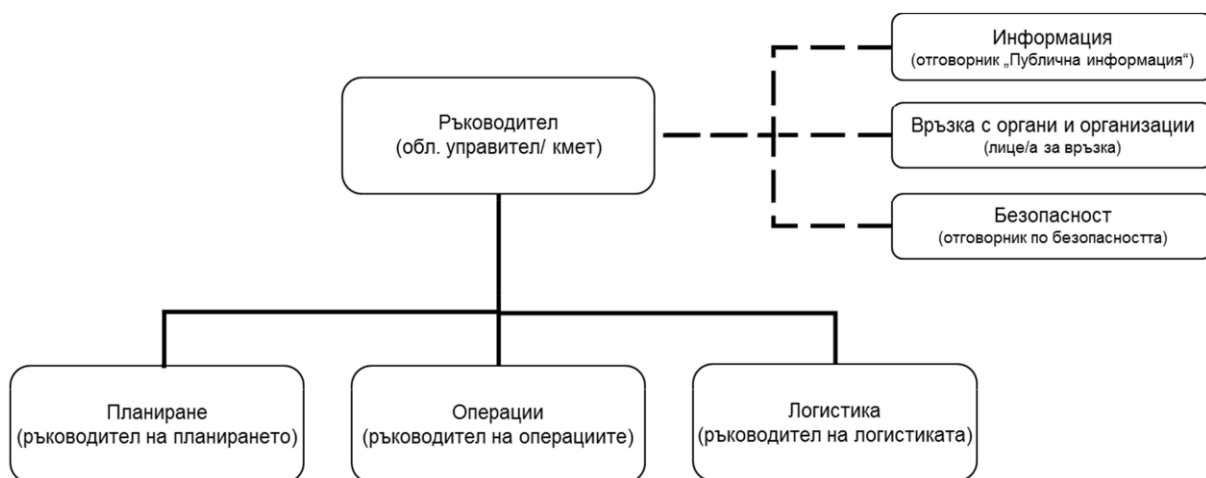 Информация
(отговорник „Публична информация“)
Ръководител
(обл. управител/ кмет)
Връзка с органи и организации
(лице/а за връзка)
Безопасност
(отговорник по безопасността)
Планиране
(ръководител на планирането)
Операции
(ръководител на операциите)
Логистика
(ръководител на логистиката)